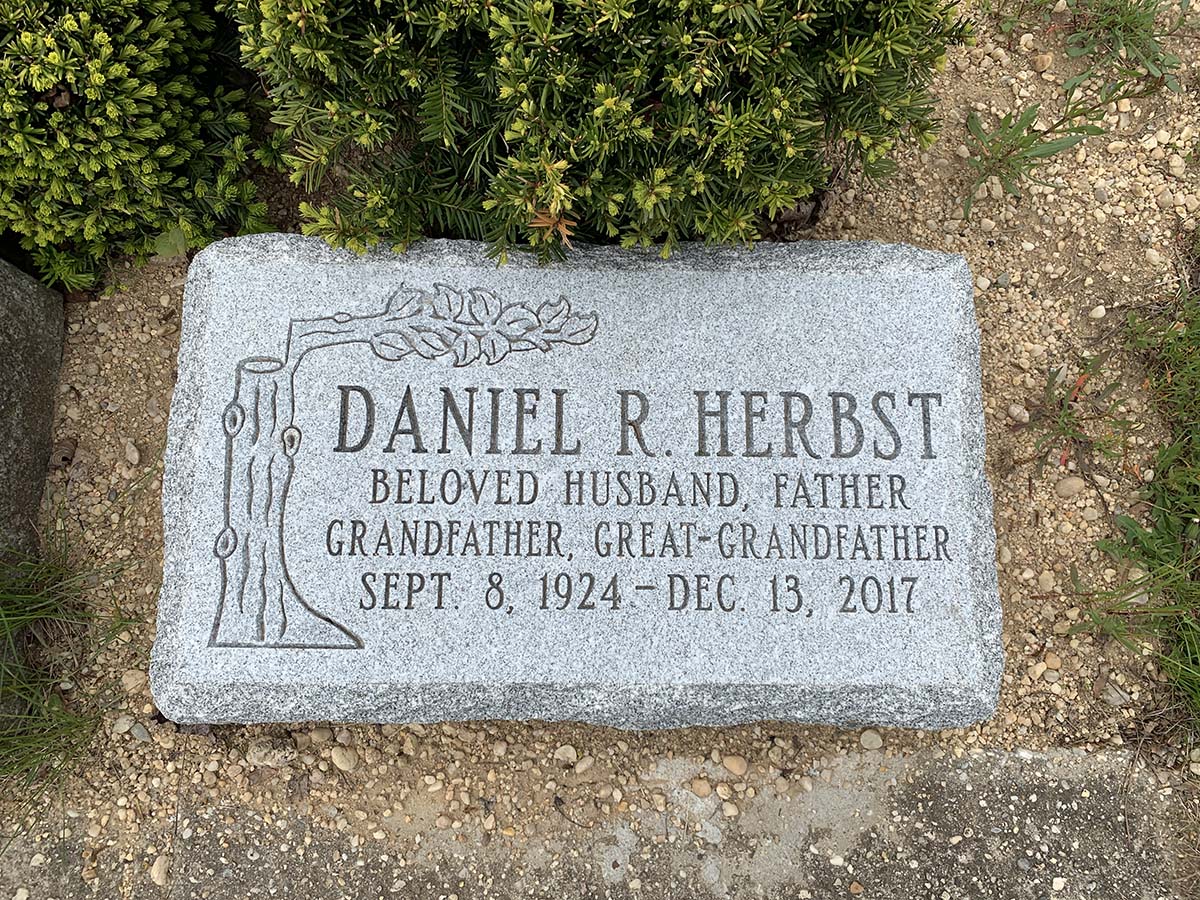 DANIEL R. HERBST
BELOVED HUSBAND, FATHER
GRANDFATHER, GREAT-GRANDFATHER
SEPT. 8, 1924 – DEC. 13, 2017